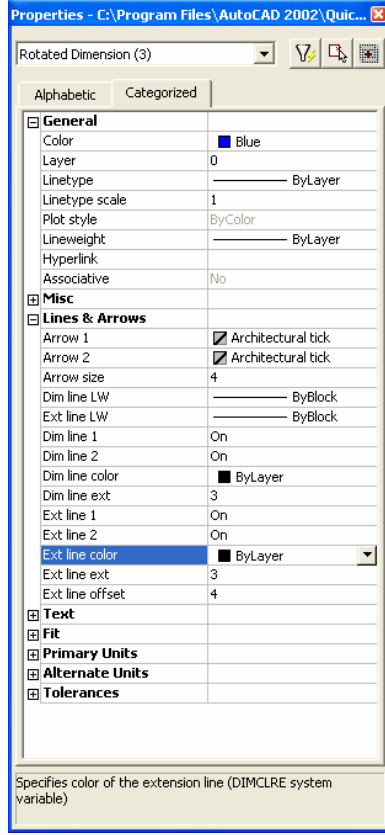 Properties - C:\Program Files\AutoCAD 2002\Quic...
Rotated Dimension (3)
Alphabetic Categorized
General
Color Blue
Layer 0
Linetype ByLayer
Linetype scale 1
Plot style ByColor
Lineweight ByLayer
Hyperlink
Associative No
Misc
Lines & Arrows
Arrow 1 Architectural tick
Arrow 2 Architectural tick
Arrow size 4
Dim line LW ByBlock
Ext line LW ByBlock
Dim line 1 On
Dim line 2 On
Dim line color ByLayer
Dim line ext 3
Ext line 1 On
Ext line 2 On
Ext line color ByLayer
Ext line ext 3
Ext line offset 4
Text
Fit
Primary Units
Alternate Units
Tolerances
Specifies color of the extension line (DIMCLRE system
variable)